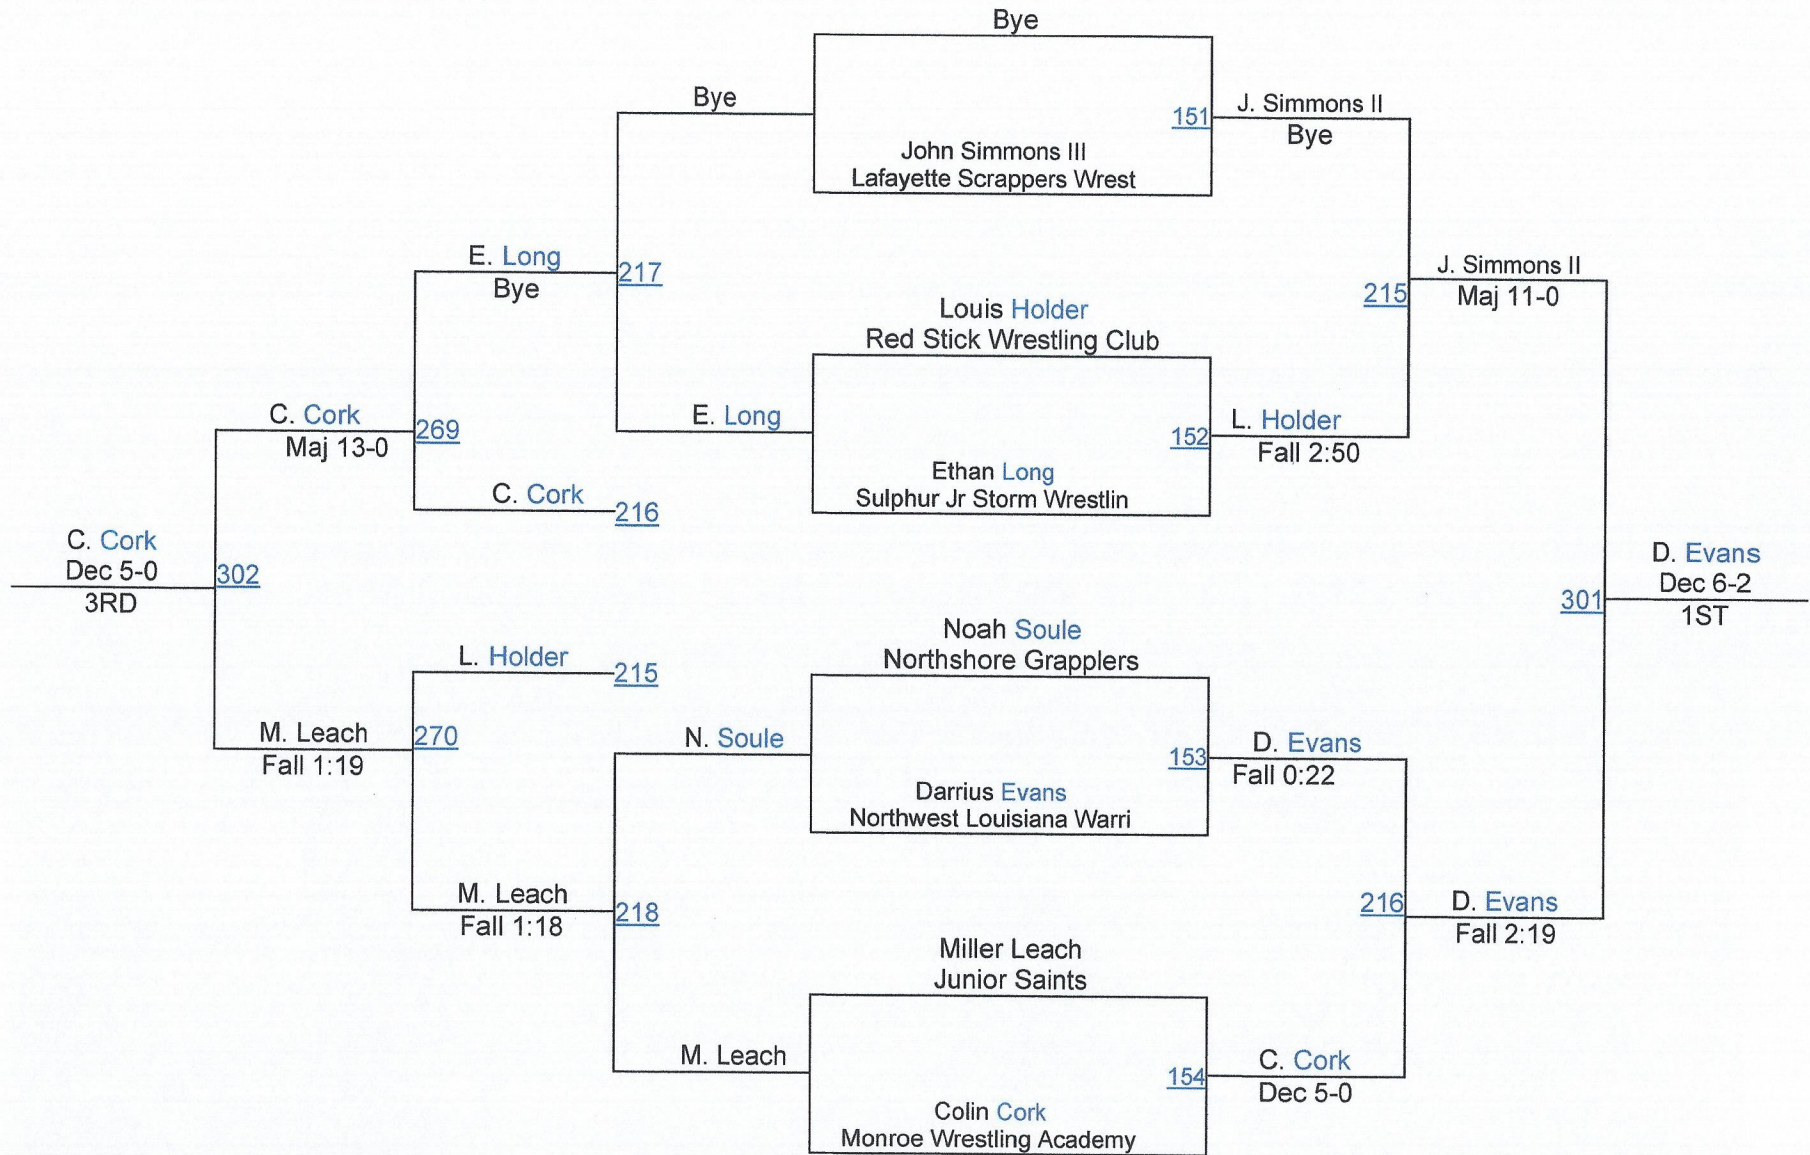 Bye
Bye
151
J. Simmons II
Bye
John Simmons III
Lafayette Scrappers Wrest
E. Long
Bye
217
J. Simmons II
Maj 11-0
215
Louis Holder
Red Stick Wrestling Club
C. Cork
Maj 13-0
269
E. Long
152
L. Holder
Fall 2:50
Ethan Long
Sulphur Jr Storm Wrestlin
C. Cork
216
C. Cork
Dec 5-0
3RD
302
D. Evans
Dec 6-2
1ST
301
Noah Soule
Northshore Grapplers
L. Holder
215
M. Leach
Fall 1:19
270
N. Soule
153
D. Evans
Fall 0:22
Darrius Evans
Northwest Louisiana Warri
M. Leach
Fall 1:18
218
216
D. Evans
Fall 2:19
Miller Leach
Junior Saints
M. Leach
154
C. Cork
Dec 5-0
Colin Cork
Monroe Wrestling Academy